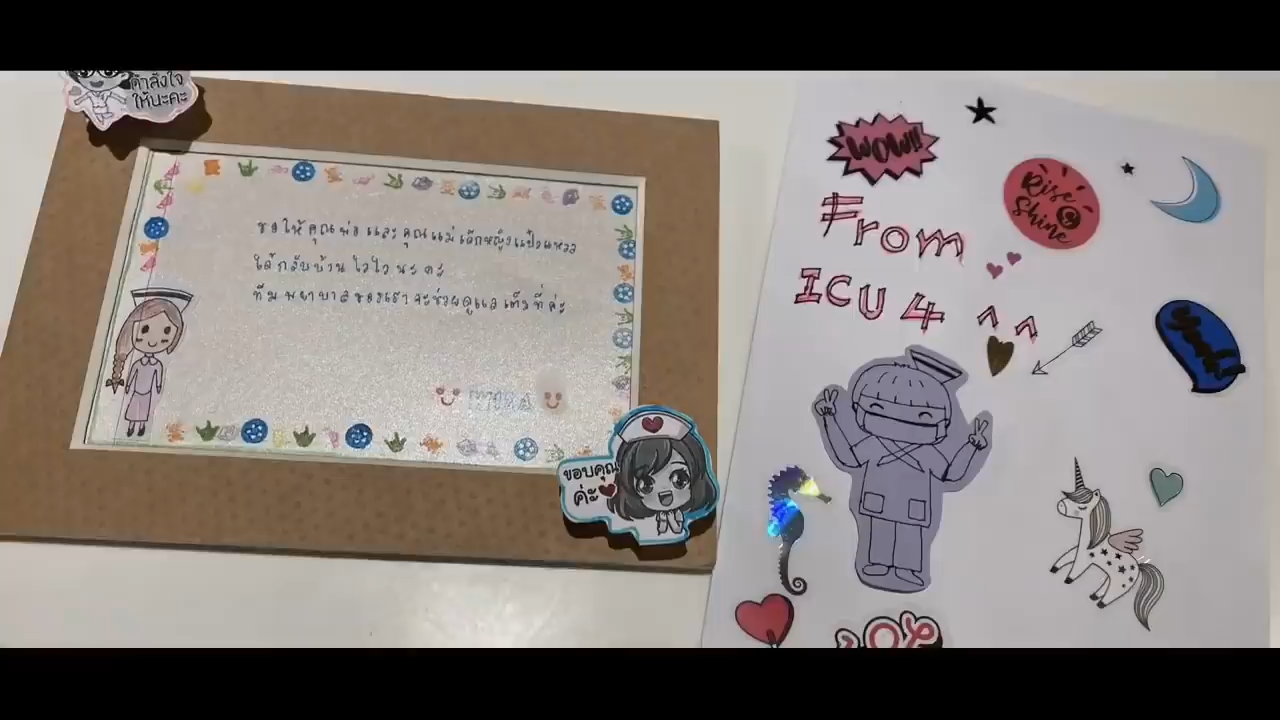 กำลังใจ
ให้นะคะ
ขอให้คุณพ่อและคุณแม่เด็กหญิงแป้งแหวว
ได้กลับบ้านไวไวนะคะ
ทีมพยาบาลของเราจะช่วยดูแลเต็มที่ค่ะ
ขอบคุณ
ค่ะ
WOW!!
Rise
&
Shine
From
ICU 4 ^ ^